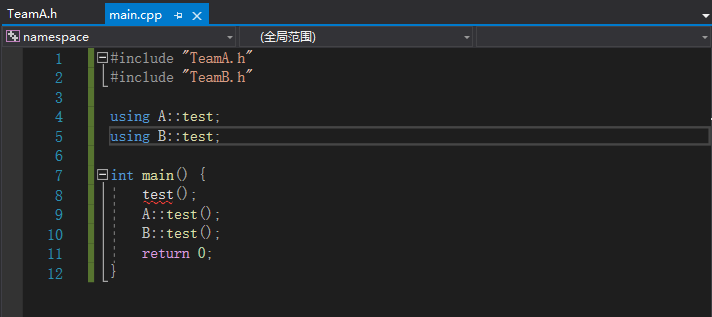 TeamA.h main.cpp
namespace (全局范围)
1 #include "TeamA.h"
2 #include "TeamB.h"
3
4 using A::test;
5 using B::test;
6
7 int main() {
8 test();
9 A::test();
10 B::test();
11 return 0;
12 }